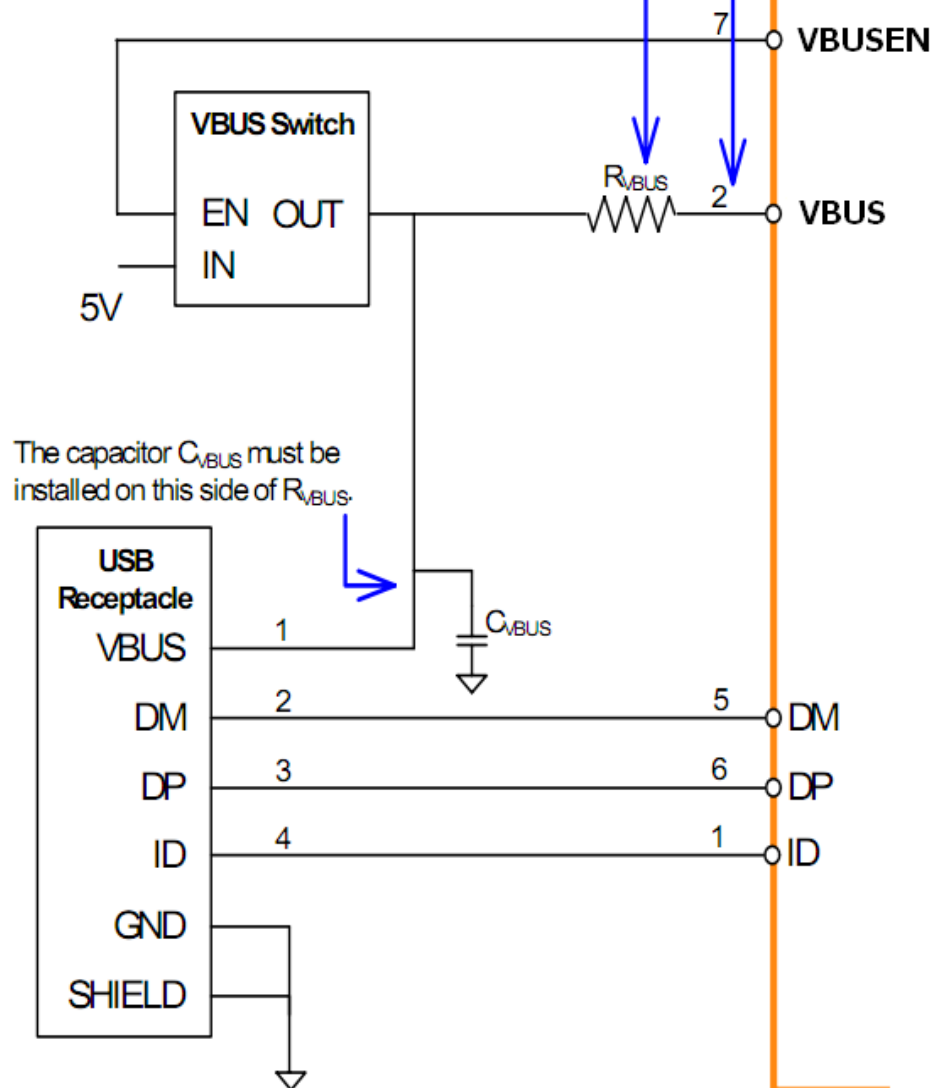 7
VBUSEN
VBUS Switch
EN OUT
IN
5V
RVBUS
2
VBUS
The capacitor CVBUS must be
installed on this side of RVBUS.
USB
Receptacle
VBUS
1
CVBUS
DM
2
5
DM
DP
3
6
DP
ID
4
1
ID
GND
SHIELD